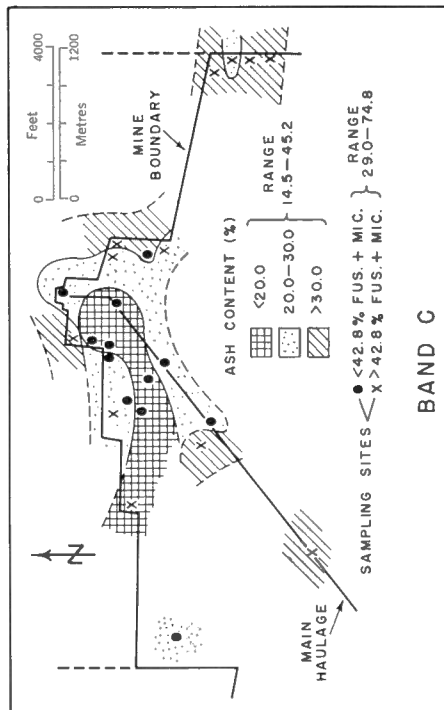 0 4000
Feet
0 1200
Metres
N
MINE
BOUNDARY
MAIN
HAULAGE
ASH CONTENT (%)
<20.0
20.0–30.0
>30.0
RANGE
14.5–45.2
SAMPLING SITES
● <42.8% FUS.+ MIC.
X >42.8% FUS.+ MIC.
RANGE
29.0–74.8
BAND C